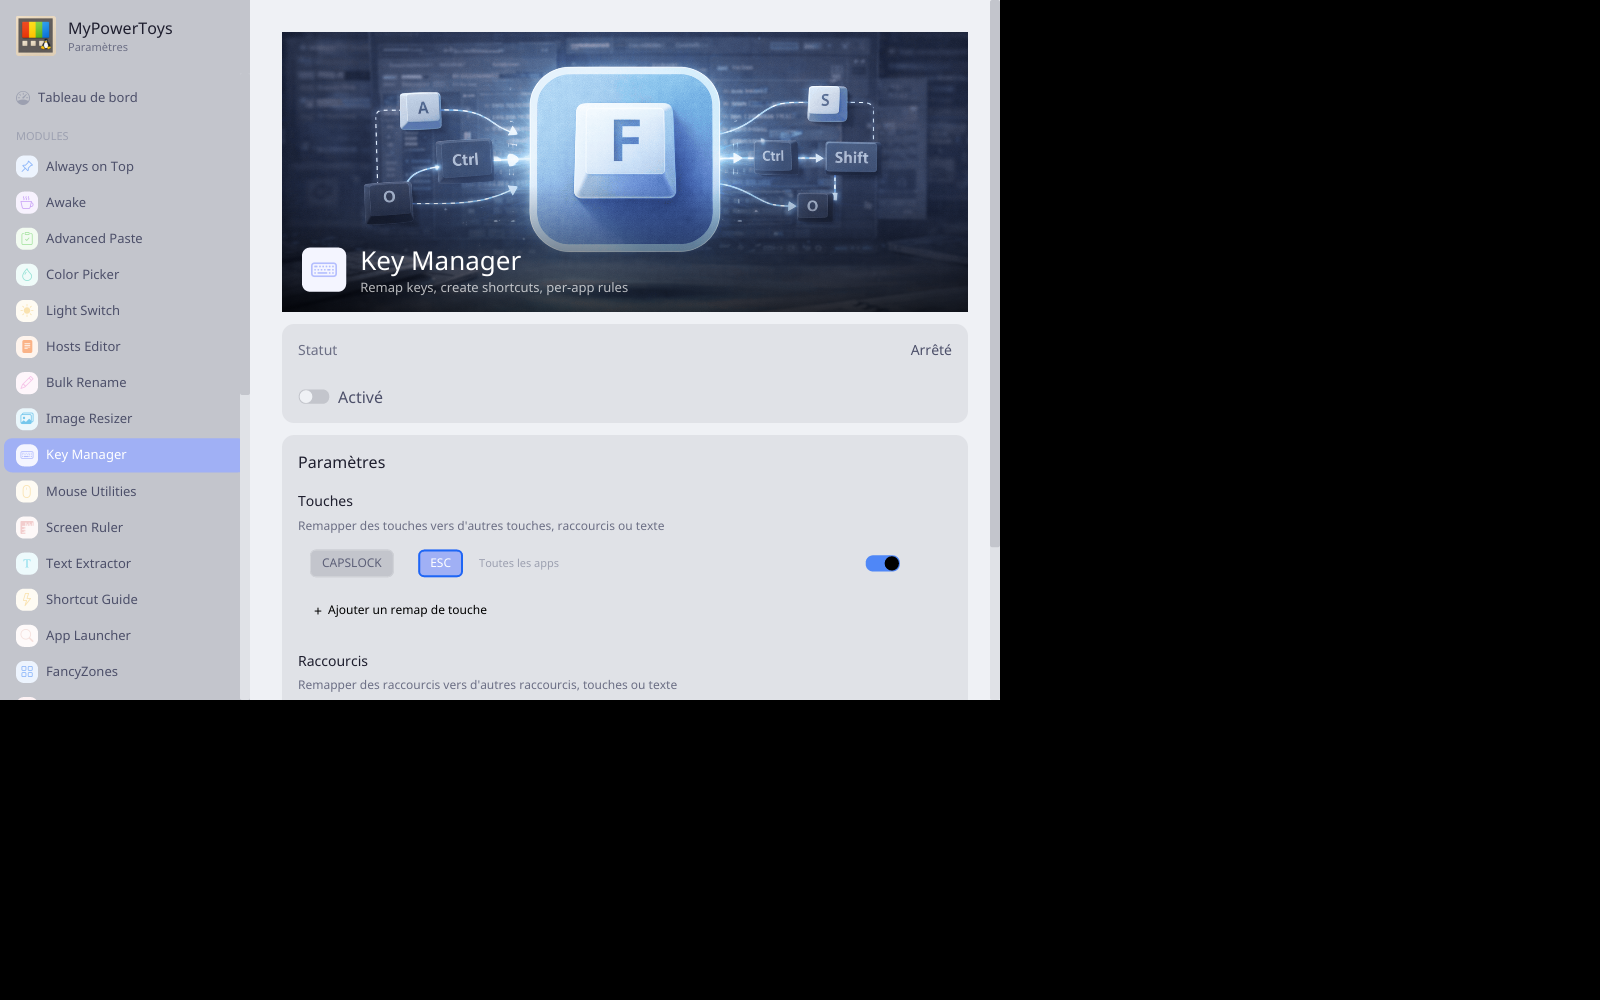 MyPowerToys
Paramètres
Tableau de bord
MODULES
Always on Top
Awake
Advanced Paste
Color Picker
Light Switch
Hosts Editor
Bulk Rename
Image Resizer
Key Manager
Mouse Utilities
Screen Ruler
Text Extractor
Shortcut Guide
App Launcher
FancyZones
A
Ctrl
O
F
S
Ctrl
Shift
O
Key Manager
Remap keys, create shortcuts, per-app rules
Statut
Arrêté
Activé
Paramètres
Touches
Remapper des touches vers d'autres touches, raccourcis ou texte
CAPSLOCK ESC Toutes les apps
+ Ajouter un remap de touche
Raccourcis
Remapper des raccourcis vers d'autres raccourcis, touches ou texte